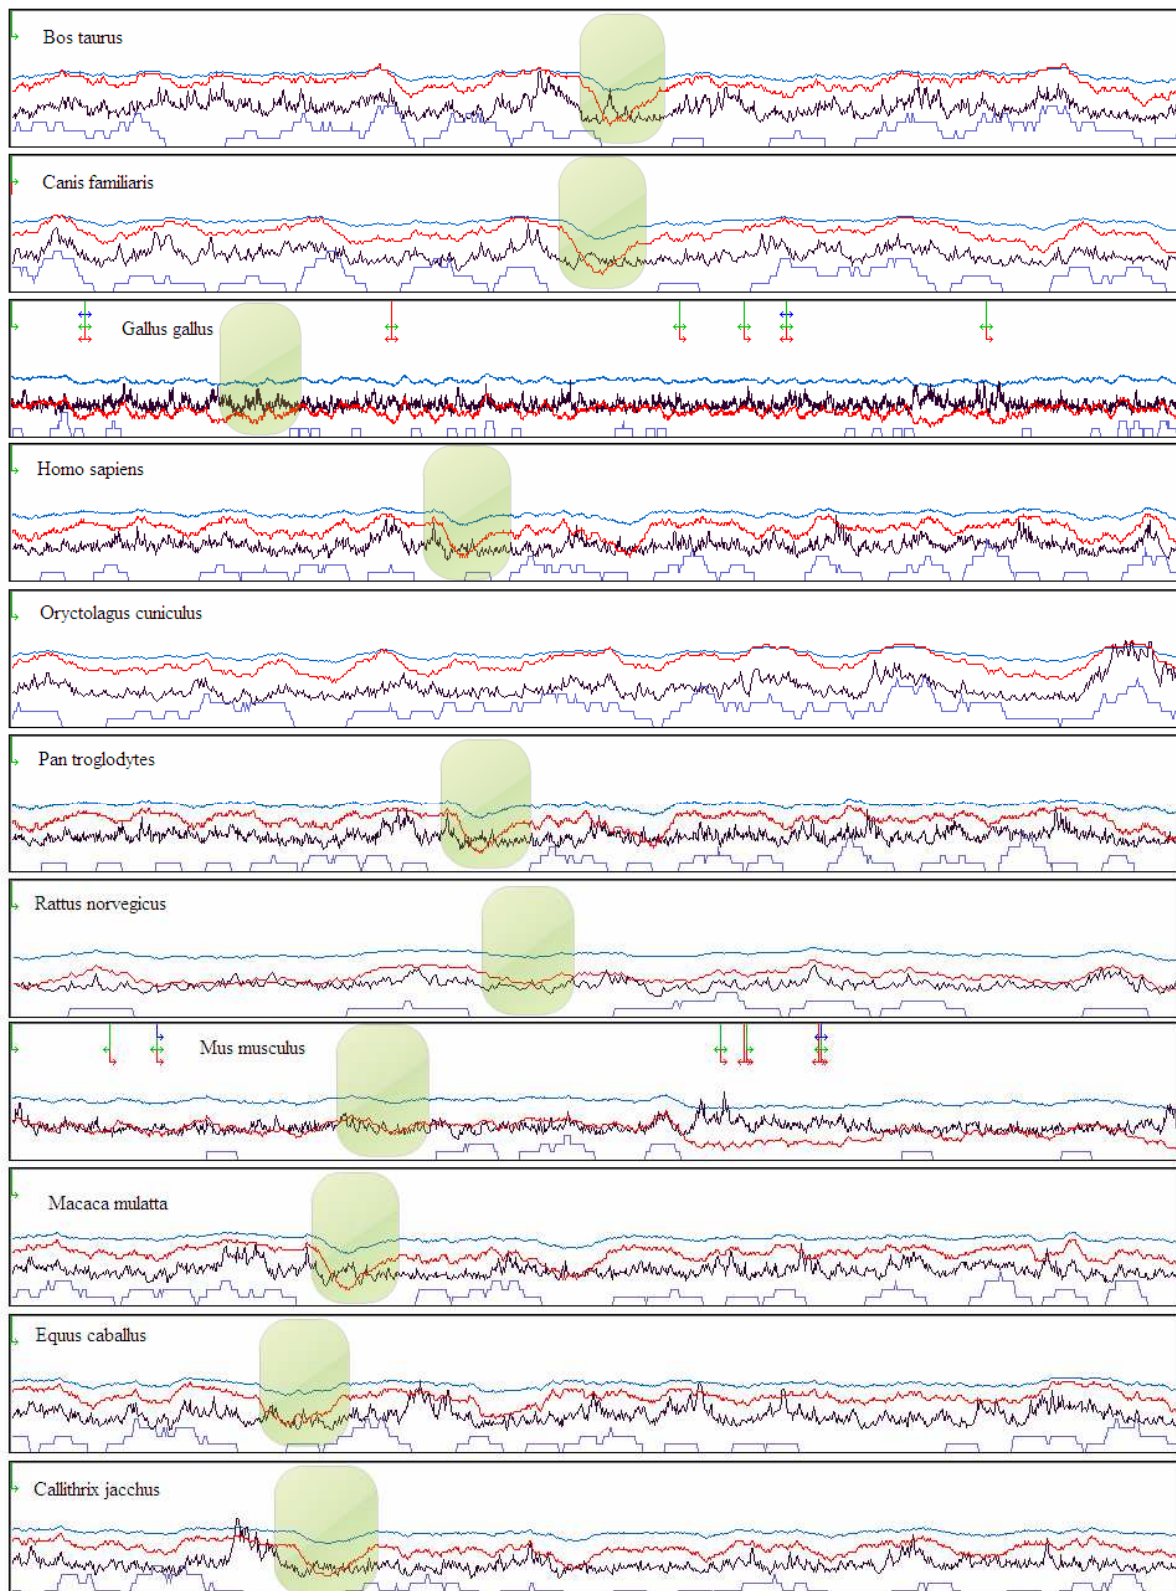 Bos taurus
Canis familiaris
Gallus gallus
Homo sapiens
Oryctolagus cuniculus
Pan troglodytes
Rattus norvegicus
Mus musculus
Macaca mulatta
Equus caballus
Callithrix jacchus